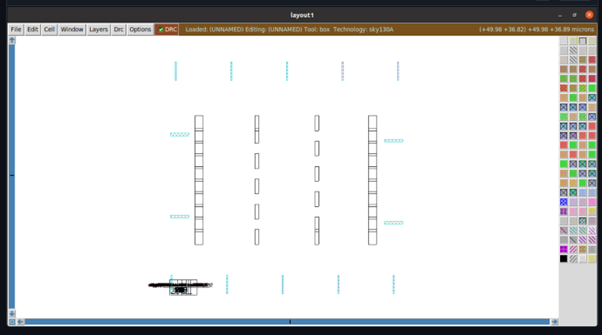 layout1
File Edit Cell Window Layers Drc Options DRC Loaded: (UNNAMED) Editing: (UNNAMED) Tool: box Technology: sky130A (+49.98 +36.82) +49.98 +36.89 microns